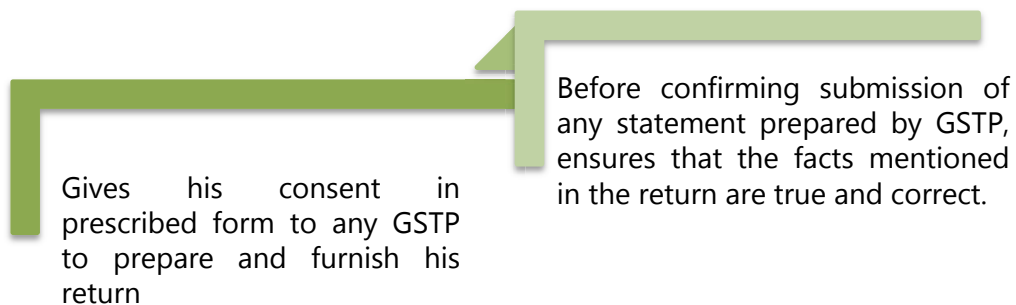 Gives his consent in
prescribed form to any GSTP
to prepare and furnish his
return
Before confirming submission of
any statement prepared by GSTP,
ensures that the facts mentioned
in the return are true and correct.